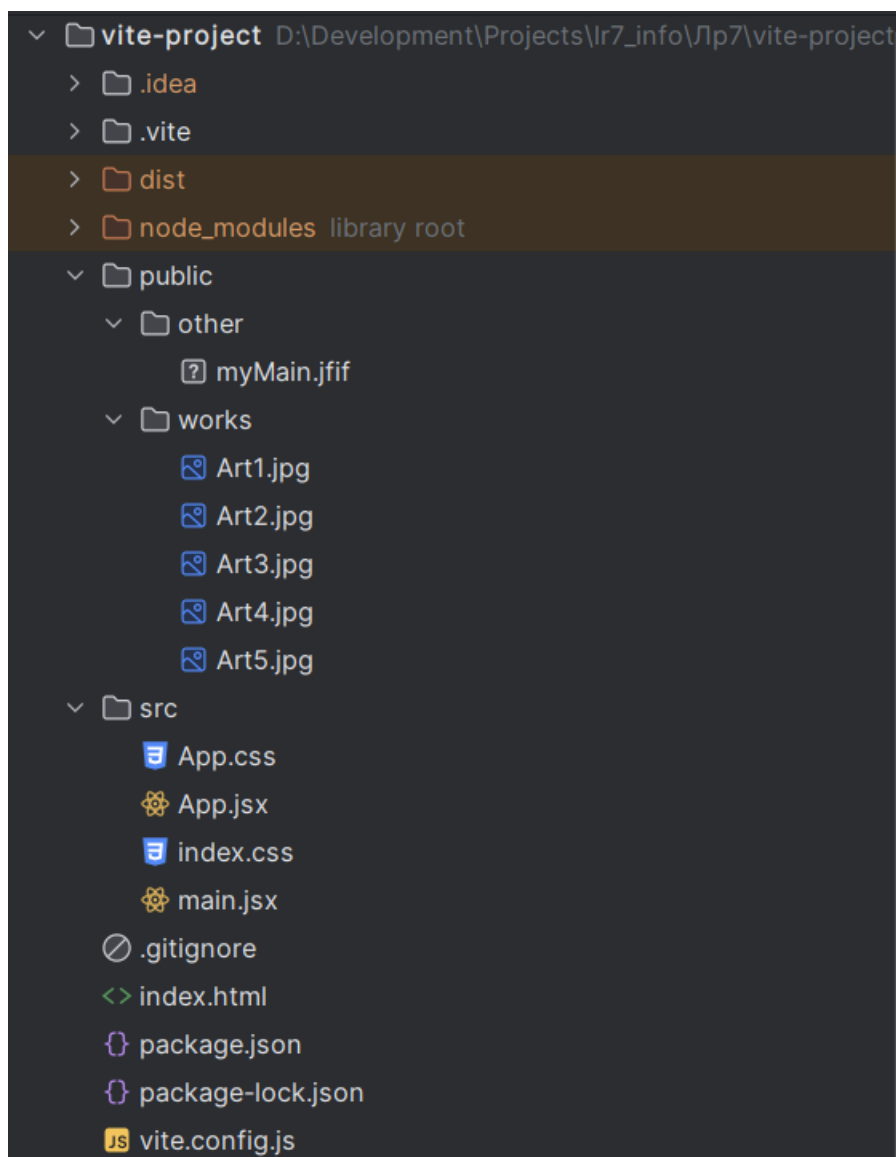 vite-project D:\Development\Projects\lr7_info\Лр7\vite-project
.idea
.vite
dist
node_modules library root
public
other
myMain.jfif
works
Art1.jpg
Art2.jpg
Art3.jpg
Art4.jpg
Art5.jpg
src
App.css
App.jsx
index.css
main.jsx
.gitignore
index.html
package.json
package-lock.json
JS vite.config.js